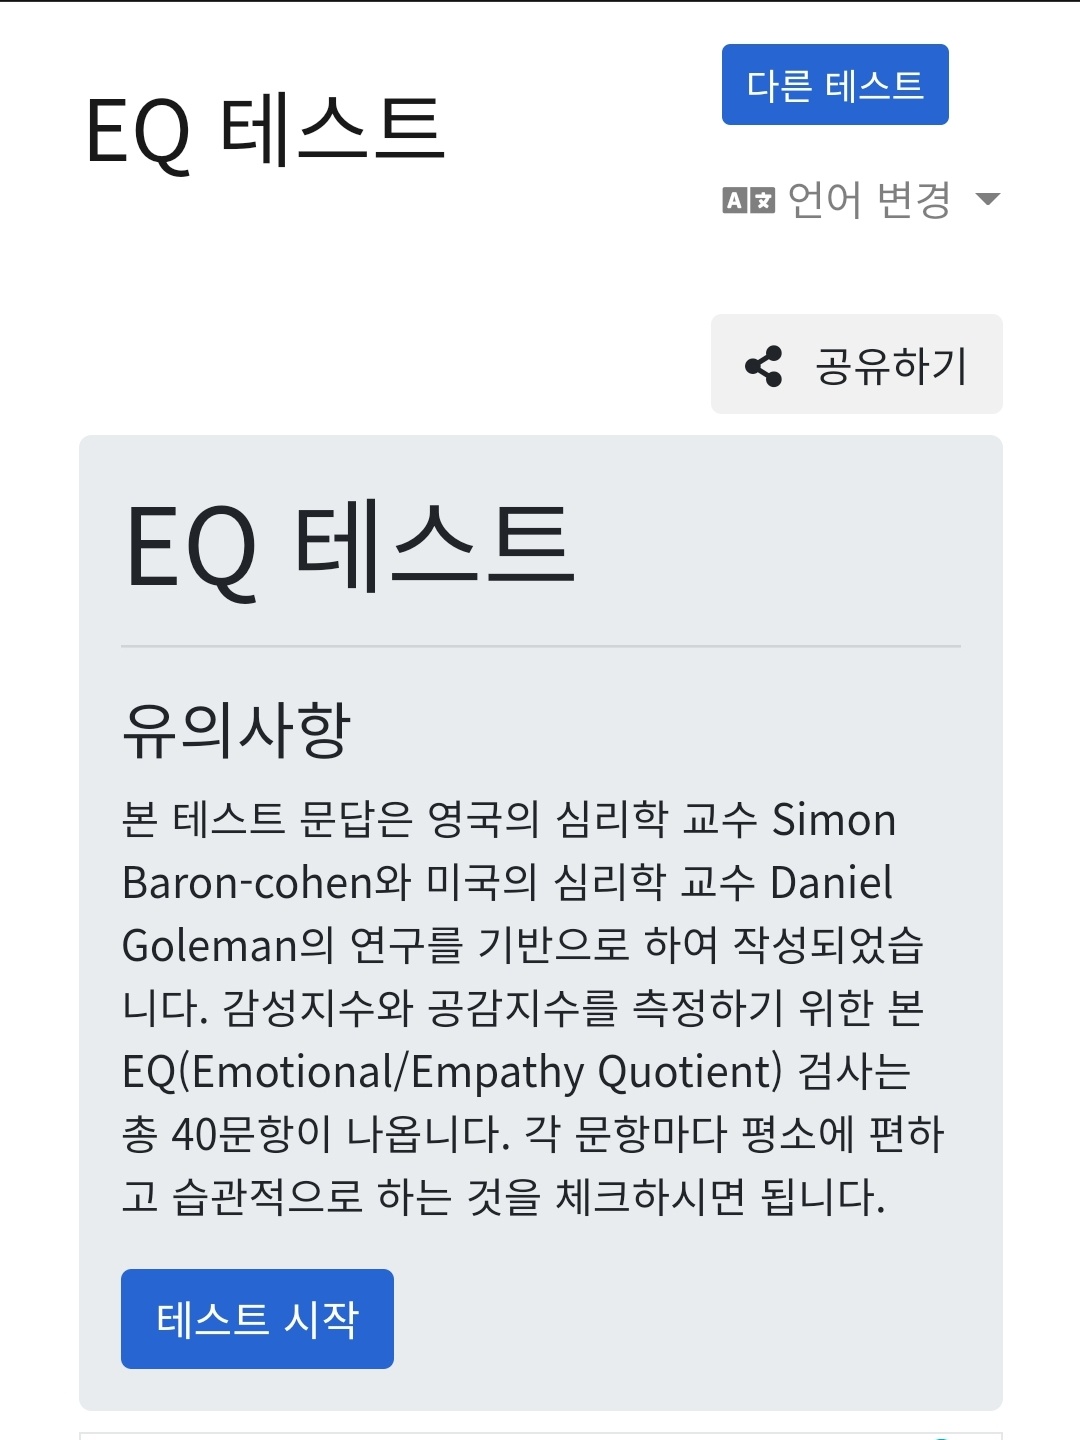 EQ 테스트
다른 테스트
언어 변경
공유하기
EQ 테스트
유의사항
본 테스트 문답은 영국의 심리학 교수 Simon
Baron-cohen와 미국의 심리학 교수 Daniel
Goleman의 연구를 기반으로 하여 작성되었습
니다. 감성지수와 공감지수를 측정하기 위한 본
EQ(Emotional/Empathy Quotient) 검사는
총 40문항이 나옵니다. 각 문항마다 평소에 편하
고 습관적으로 하는 것을 체크하시면 됩니다.
테스트 시작